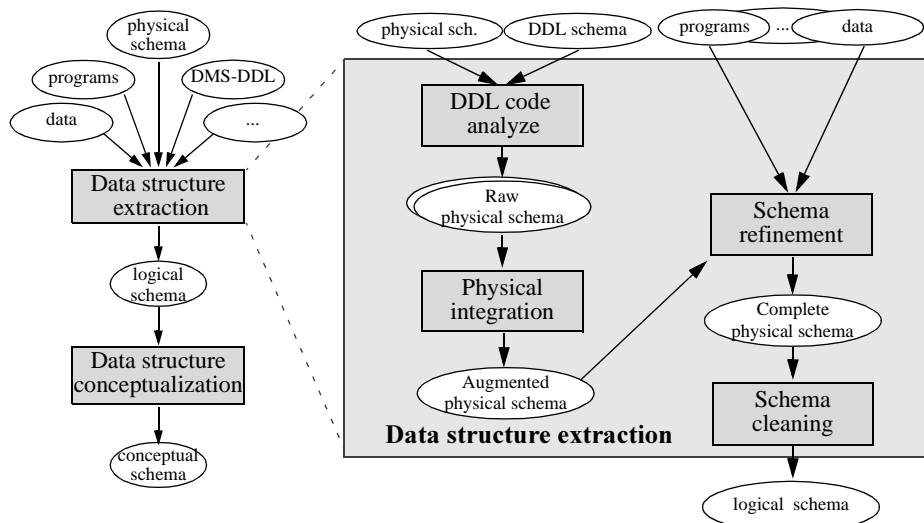 physical
schema
programs
DMS-DDL
data
...
Data structure
extraction
logical
schema
Data structure
conceptualization
conceptual
schema
physical sch.
DDL schema
programs
...
data
DDL code
analyze
Raw
physical schema
Physical
integration
Augmented
physical schema
Schema
refinement
Complete
physical schema
Schema
cleaning
Data structure extraction
logical schema